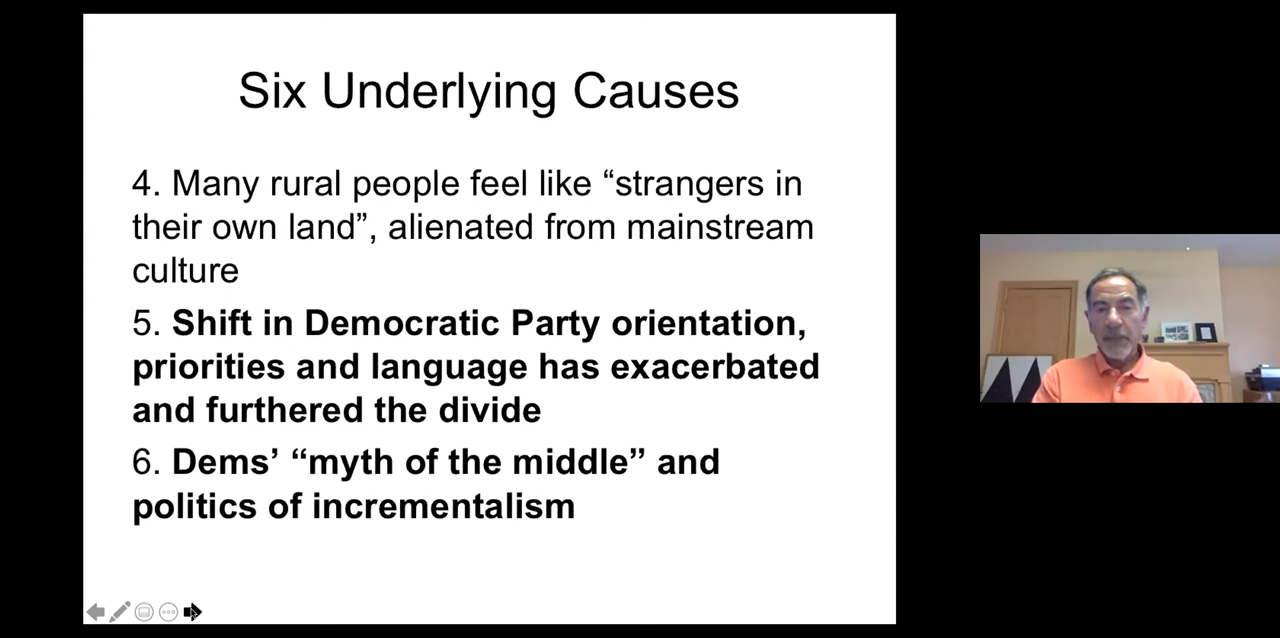 Six Underlying Causes
4. Many rural people feel like “strangers in
their own land”, alienated from mainstream
culture
5. Shift in Democratic Party orientation,
priorities and language has exacerbated
and furthered the divide
6. Dems’ “myth of the middle” and
politics of incrementalism